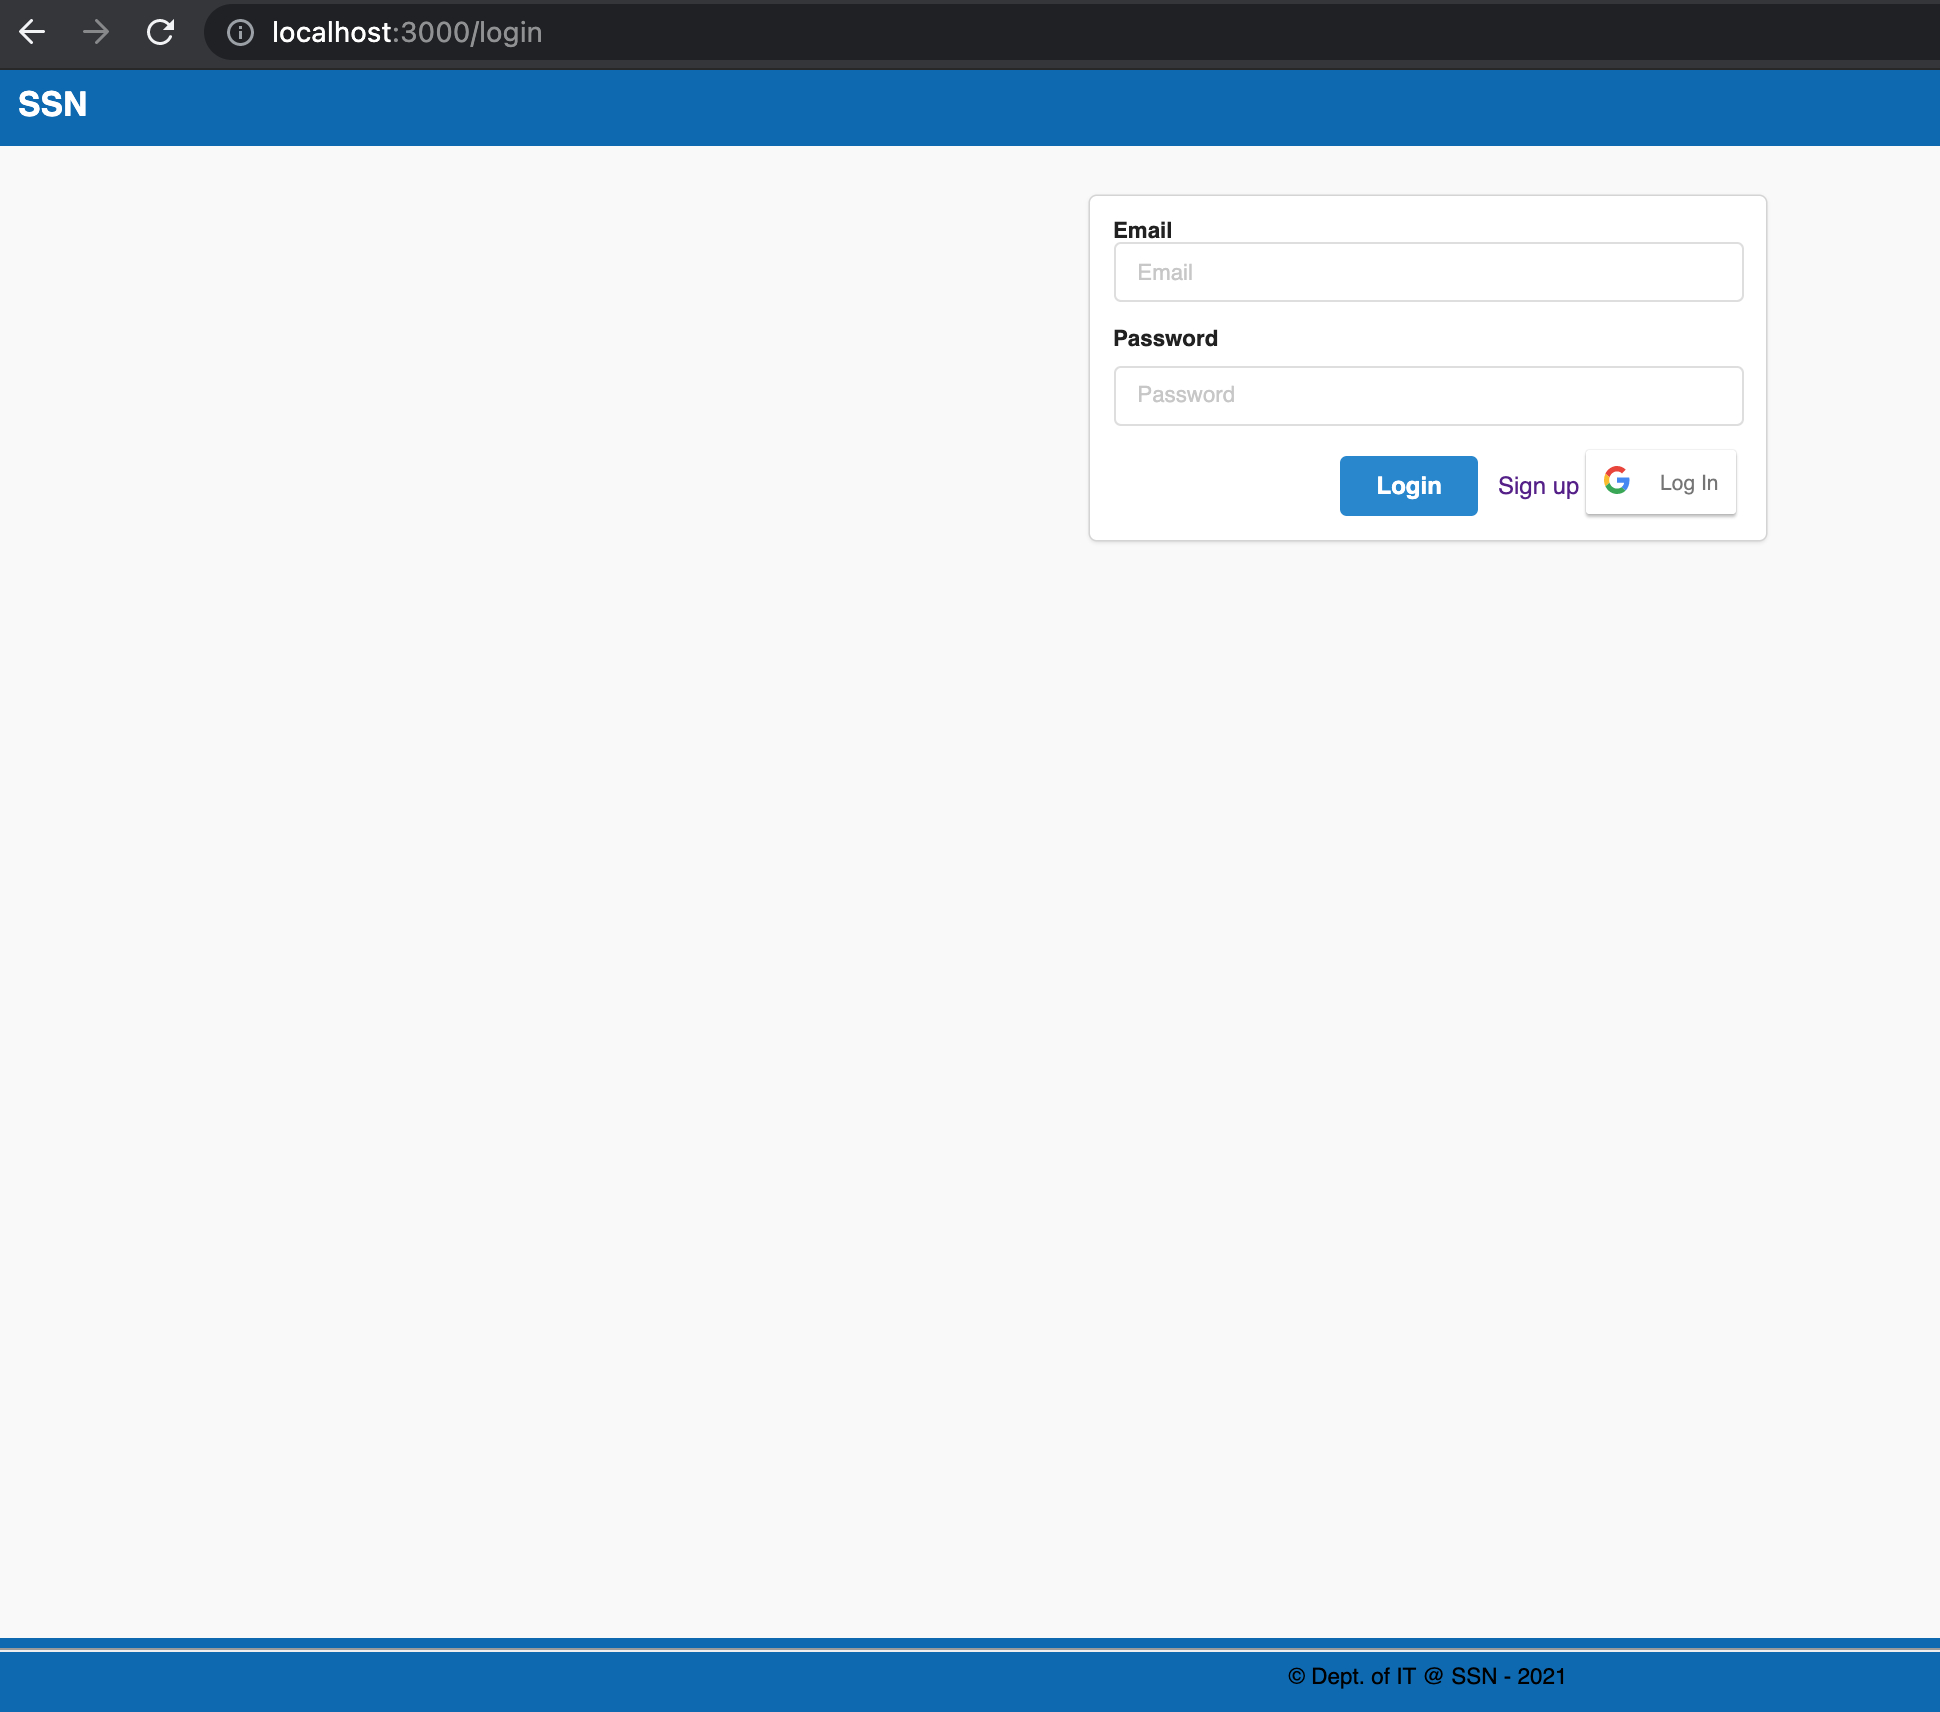 localhost:3000/login
SSN
Email
Email
Password
Password
Login Sign up Log In
© Dept. of IT @ SSN - 2021